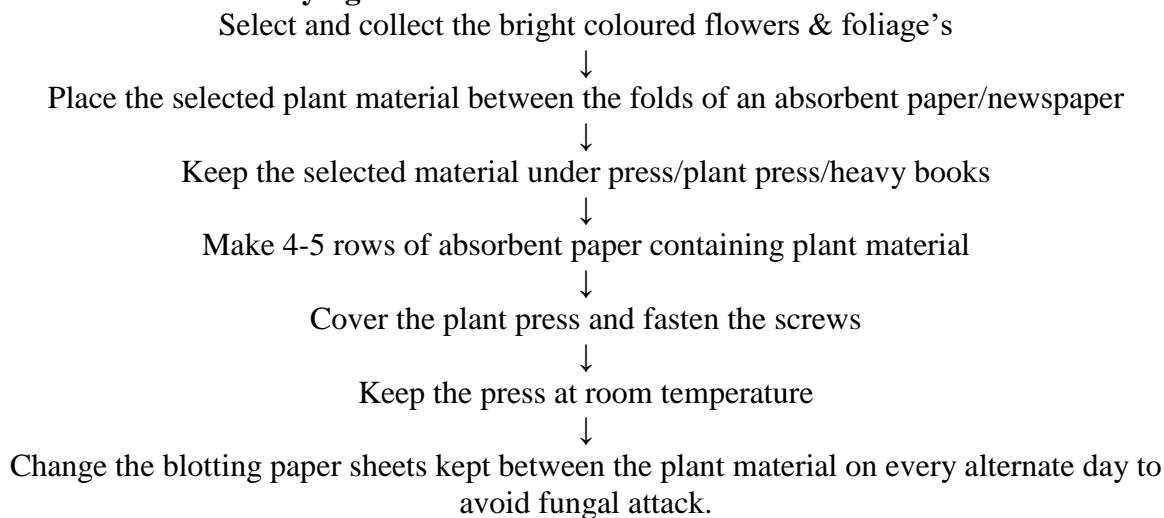 Select and collect the bright coloured flowers & foliage's
↓
Place the selected plant material between the folds of an absorbent paper/newspaper
↓
Keep the selected material under press/plant press/heavy books
↓
Make 4-5 rows of absorbent paper containing plant material
↓
Cover the plant press and fasten the screws
↓
Keep the press at room temperature
↓
Change the blotting paper sheets kept between the plant material on every alternate day to
avoid fungal attack.